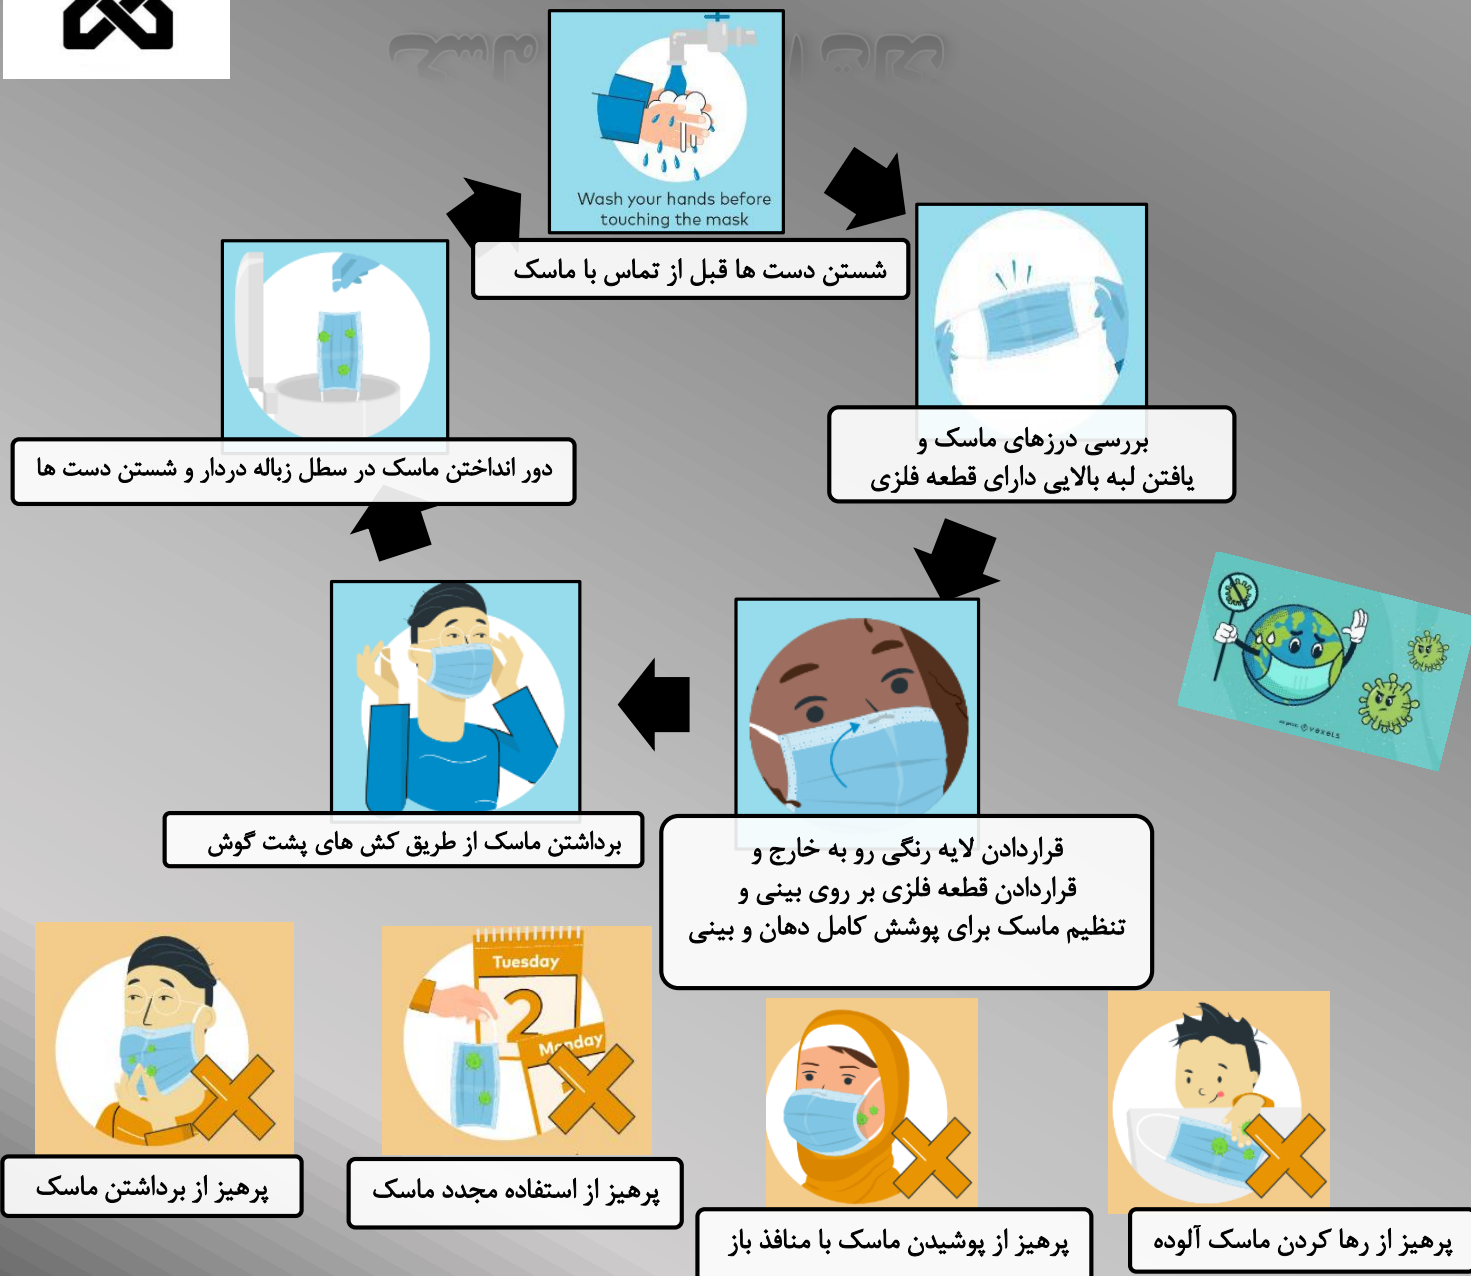 Wash your hands before
touching the mask
شستن دست ها قبل از تماس با ماسک
بررسی درزهای ماسک و
یافتن لبه بالایی دارای قطعه فلزی
دور انداختن ماسک در سطل زباله دردار و شستن دست ها
قراردادن لایه رنگی رو به خارج و
قراردادن قطعه فلزی بر روی بینی و
تنظیم ماسک برای پوشش کامل دهان و بینی
برداشتن ماسک از طریق کش های پشت گوش
vexels
Tuesday
2
Monday
پرهیز از رها کردن ماسک آلوده
پرهیز از پوشیدن ماسک با منافذ باز
پرهیز از استفاده مجدد ماسک
پرهیز از برداشتن ماسک